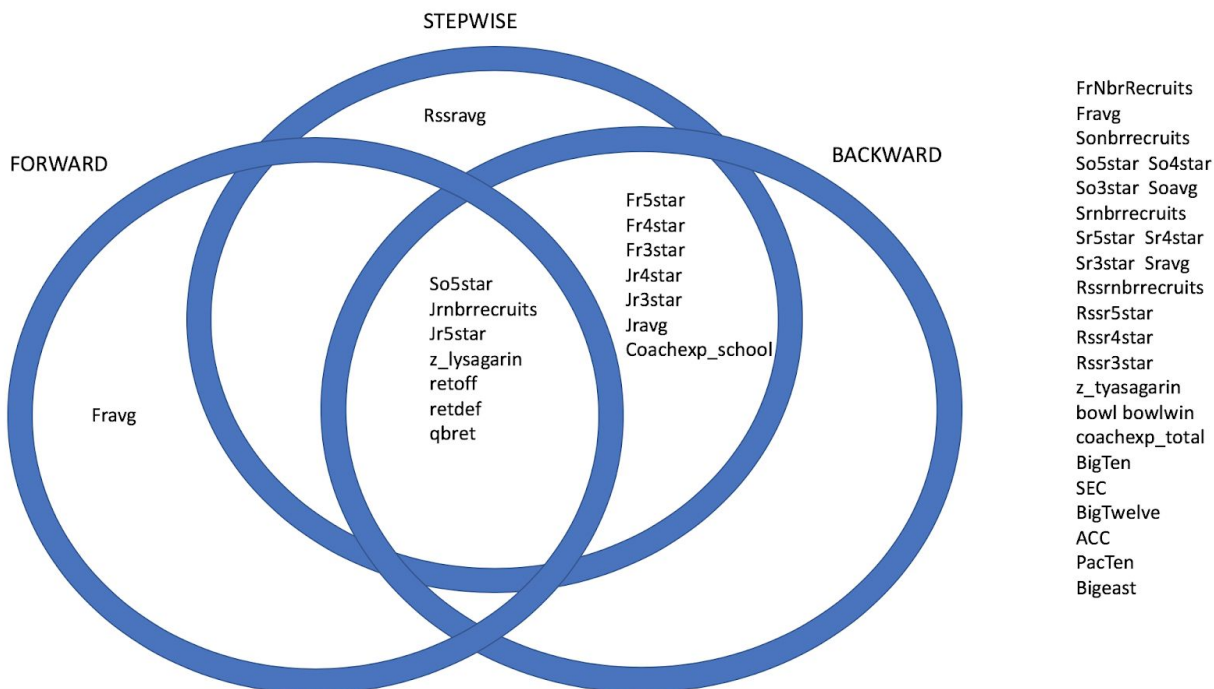 STEPWISE
FORWARD
BACKWARD
Rssravg
Fr5star
Fr4star
Fr3star
Jr4star
Jr3star
Jravg
Coachexp_school
So5star
Jrnbrrecruits
Jr5star
z_lysagarin
retoff
retdef
qbret
Fravg
FrNbrRecruits
Fravg
Sonbrrecruits
So5star So4star
So3star Soavg
Srnbrrecruits
Sr5star Sr4star
Sr3star Sravg
Rssrnbrrecruits
Rssr5star
Rssr4star
Rssr3star
z_tyasagarin
bowl bowlwin
coachexp_total
BigTen
SEC
BigTwelve
ACC
PacTen
Bigeast